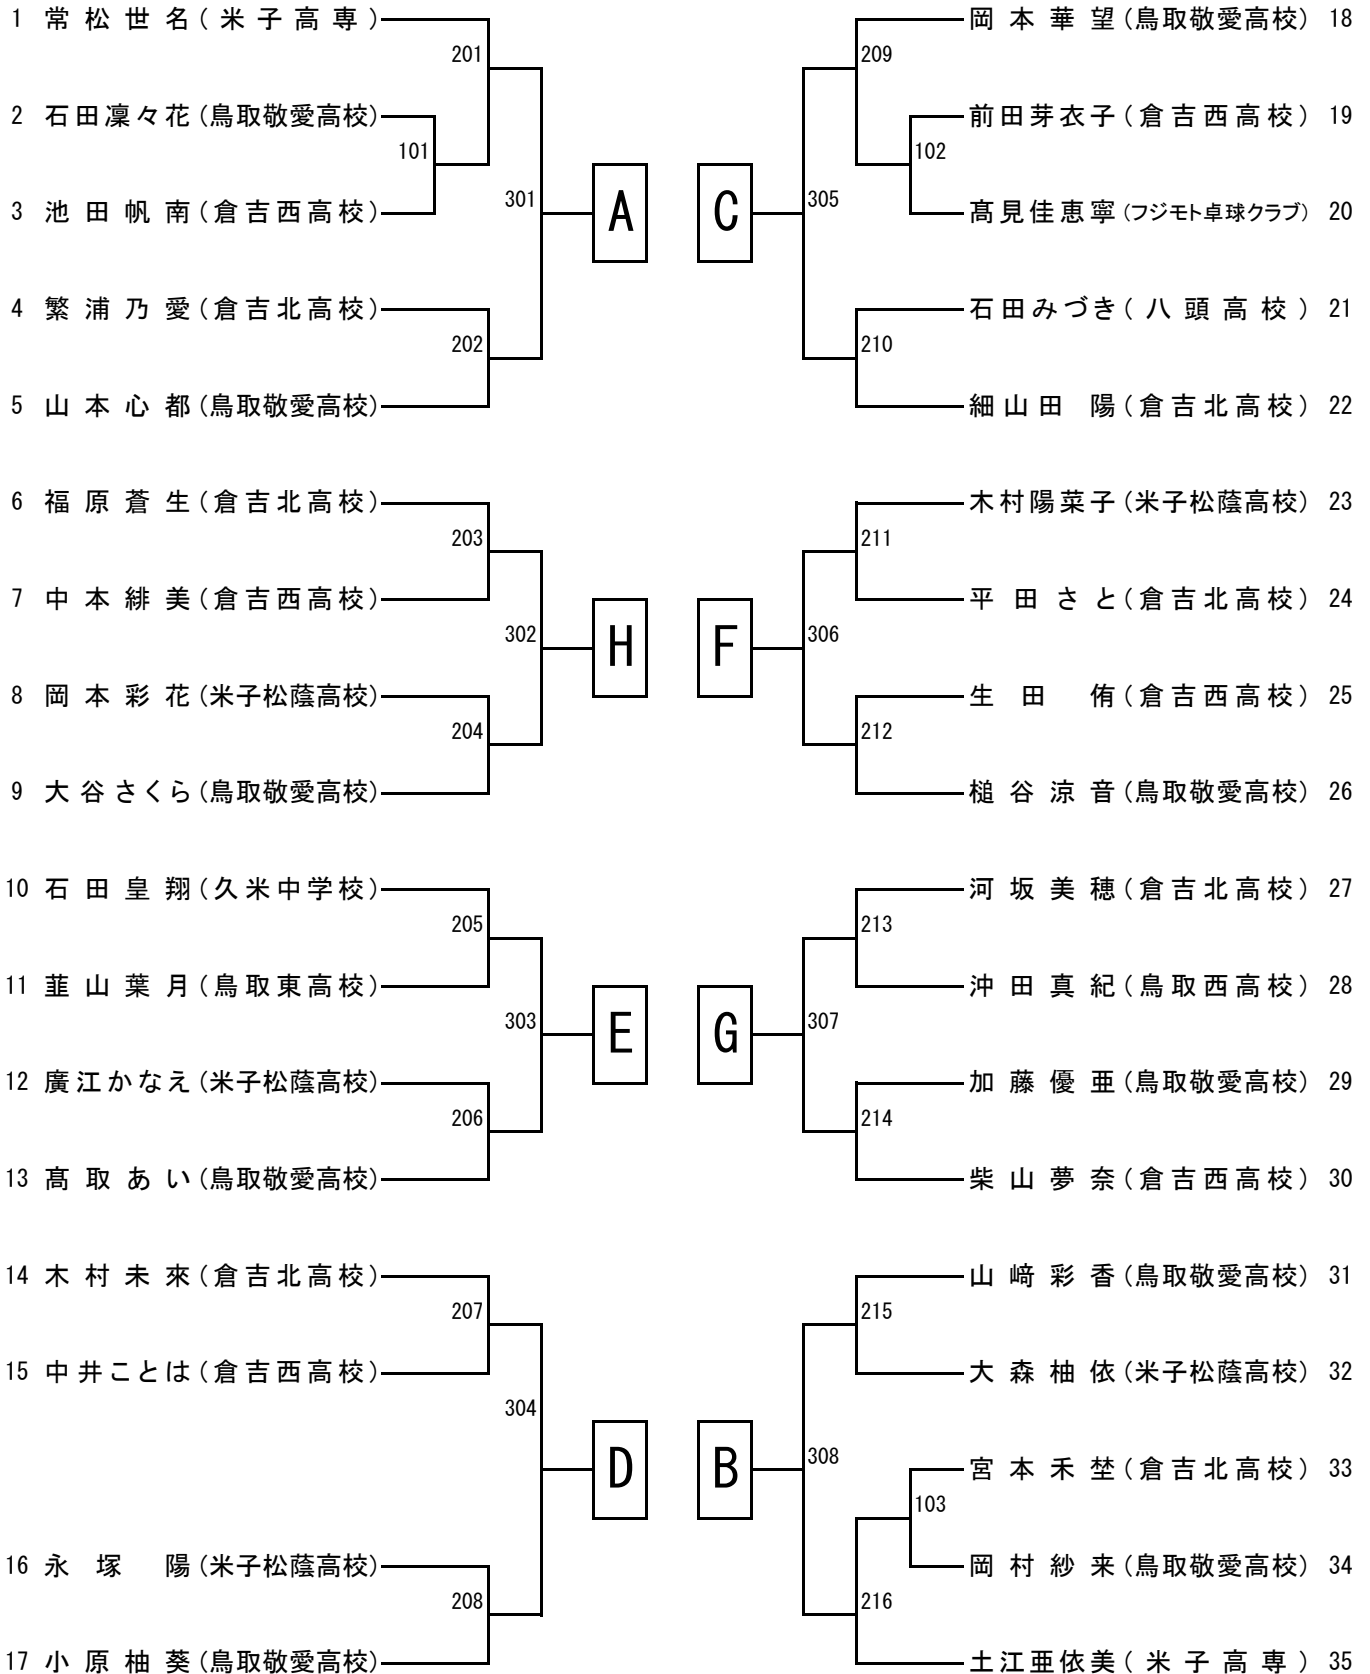 1 常松世名(米子高専)
201
2 石田凜々花(鳥取敬愛高校)
101
3 池田帆南(倉吉西高校)
301
A
4 繁浦乃愛(倉吉北高校)
202
5 山本心都(鳥取敬愛高校)
6 福原蒼生(倉吉北高校)
203
7 中本緋美(倉吉西高校)
302
H
8 岡本彩花(米子松蔭高校)
204
9 大谷さくら(鳥取敬愛高校)
10 石田皇翔(久米中学校)
205
11 韮山葉月(鳥取東高校)
303
E
12 廣江かなえ(米子松蔭高校)
206
13 髙取あい(鳥取敬愛高校)
14 木村未來(倉吉北高校)
207
15 中井ことは(倉吉西高校)
304
D
16 永塚 陽(米子松蔭高校)
208
17 小原柚葵(鳥取敬愛高校)
岡本華望(鳥取敬愛高校) 18
209
前田芽衣子(倉吉西高校) 19
102
髙見佳恵寧(フジモト卓球クラブ) 20
C
305
石田みづき(八頭高校) 21
210
細山田 陽(倉吉北高校) 22
木村陽菜子(米子松蔭高校) 23
211
平田さと(倉吉北高校) 24
F
306
生田 侑(倉吉西高校) 25
212
槌谷涼音(鳥取敬愛高校) 26
河坂美穂(倉吉北高校) 27
213
沖田真紀(鳥取西高校) 28
G
307
加藤優亜(鳥取敬愛高校) 29
214
柴山夢奈(倉吉西高校) 30
山﨑彩香(鳥取敬愛高校) 31
215
大森柚依(米子松蔭高校) 32
B
308
宮本禾埜(倉吉北高校) 33
103
岡村紗来(鳥取敬愛高校) 34
216
土江亜依美(米子高専) 35